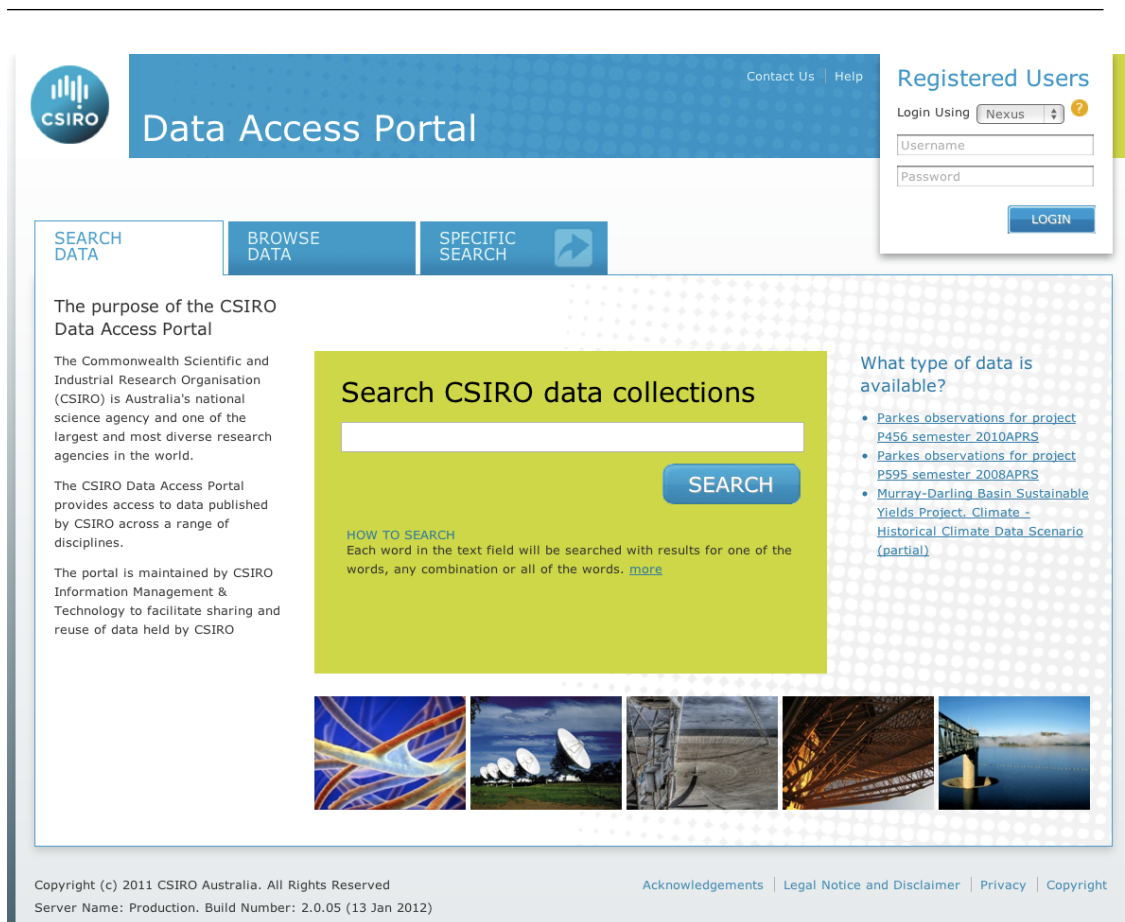 CSIRO
Data Access Portal
Contact Us
Help
Registered Users
Login Using
Nexus
?
Username
Password
LOGIN
SEARCH
DATA
BROWSE
DATA
SPECIFIC
SEARCH
The purpose of the CSIRO
Data Access Portal
The Commonwealth Scientific and
Industrial Research Organisation
(CSIRO) is Australia's national
science agency and one of the
largest and most diverse research
agencies in the world.
The CSIRO Data Access Portal
provides access to data published
by CSIRO across a range of
disciplines.
The portal is maintained by CSIRO
Information Management &
Technology to facilitate sharing and
reuse of data held by CSIRO
Search CSIRO data collections
SEARCH
HOW TO SEARCH
Each word in the text field will be searched with results for one of the
words, any combination or all of the words. more
What type of data is
available?
Parkes observations for project
P456 semester 2010APRS
Parkes observations for project
P595 semester 2008APRS
Murray-Darling Basin Sustainable
Yields Project. Climate -
Historical Climate Data Scenario
(partial)
Copyright (c) 2011 CSIRO Australia. All Rights Reserved
Server Name: Production. Build Number: 2.0.05 (13 Jan 2012)
Acknowledgements
Legal Notice and Disclaimer
Privacy
Copyright